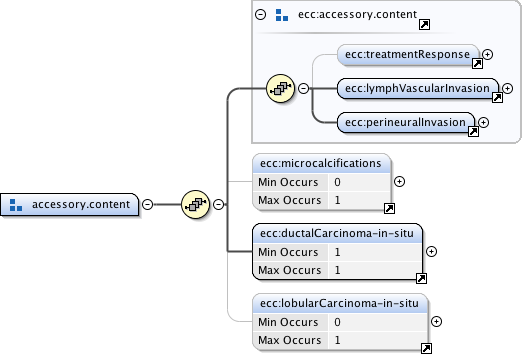 ecc:accessory.content
ecc:treatmentResponse
ecc:lymphVascularInvasion
ecc:perineuralInvasion
ecc:microcalcifications
Min Occurs 0
Max Occurs 1
accessory.content
ecc:ductalCarcinoma-in-situ
Min Occurs 1
Max Occurs 1
ecc:lobularCarcinoma-in-situ
Min Occurs 0
Max Occurs 1